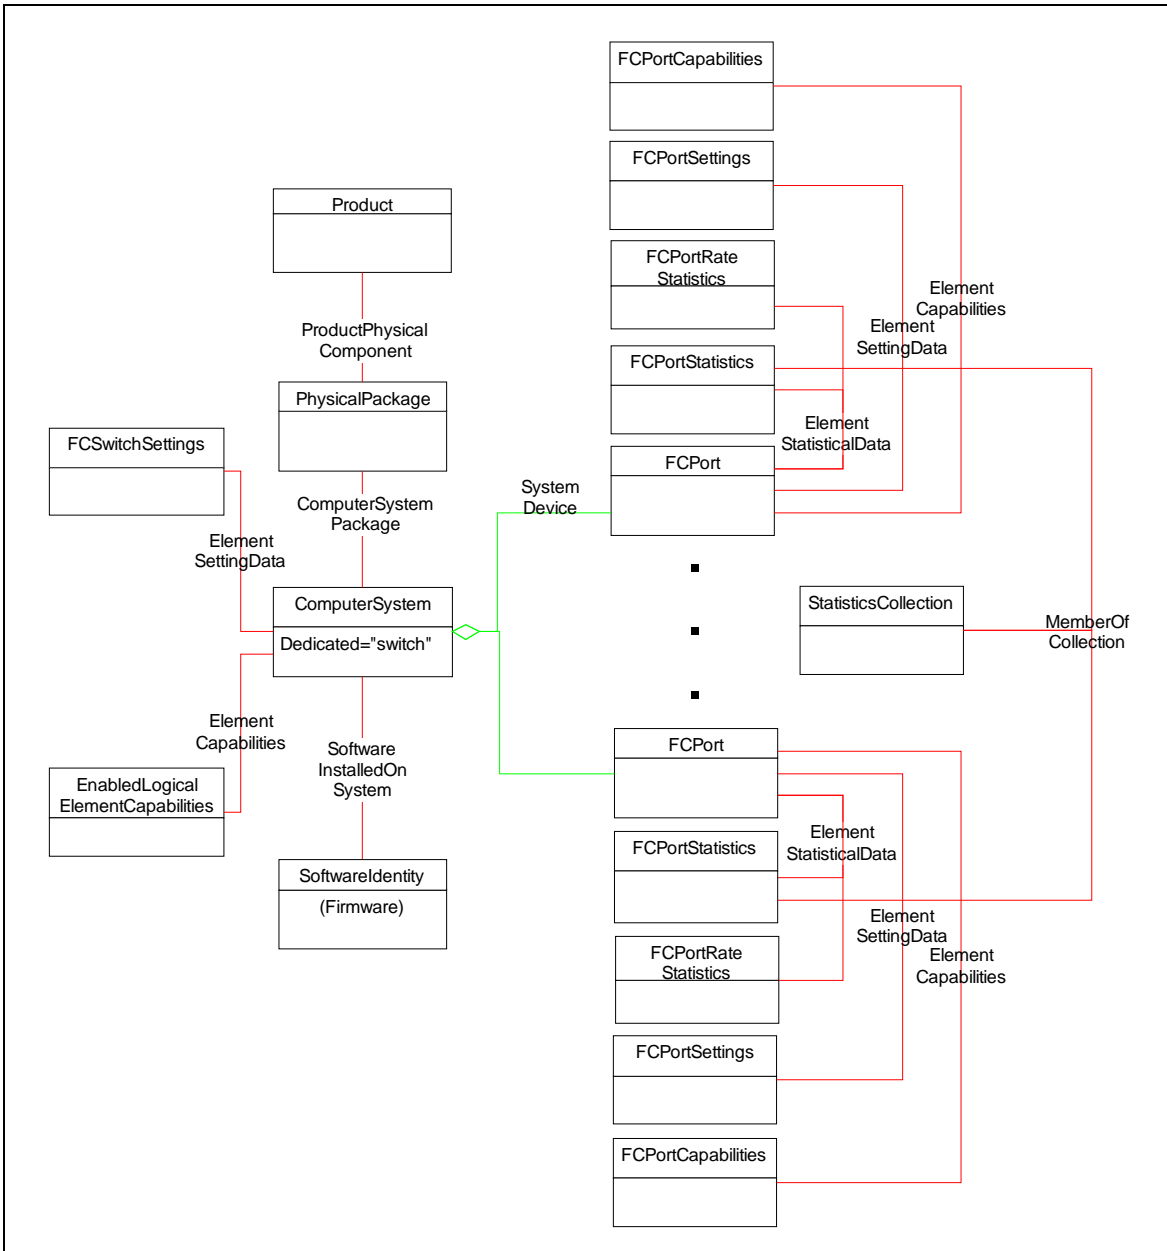 FCPortCapabilities
FCPortSettings
Product
FCPortRate
Statistics
Element
Capabilities
ProductPhysical
Component
Element
SettingData
FCPortStatistics
PhysicalPackage
Element
StatisticalData
FCSwitchSettings
FCPort
System
Device
ComputerSystem
Package
Element
SettingData
ComputerSystem
Dedicated="switch"
StatisticsCollection
MemberOf
Collection
Element
Capabilities
Software
InstalledOn
System
FCPort
EnabledLogical
ElementCapabilities
Element
StatisticalData
FCPortStatistics
SoftwareIdentity
(Firmware)
Element
SettingData
FCPortRate
Statistics
Element
Capabilities
FCPortSettings
FCPortCapabilities